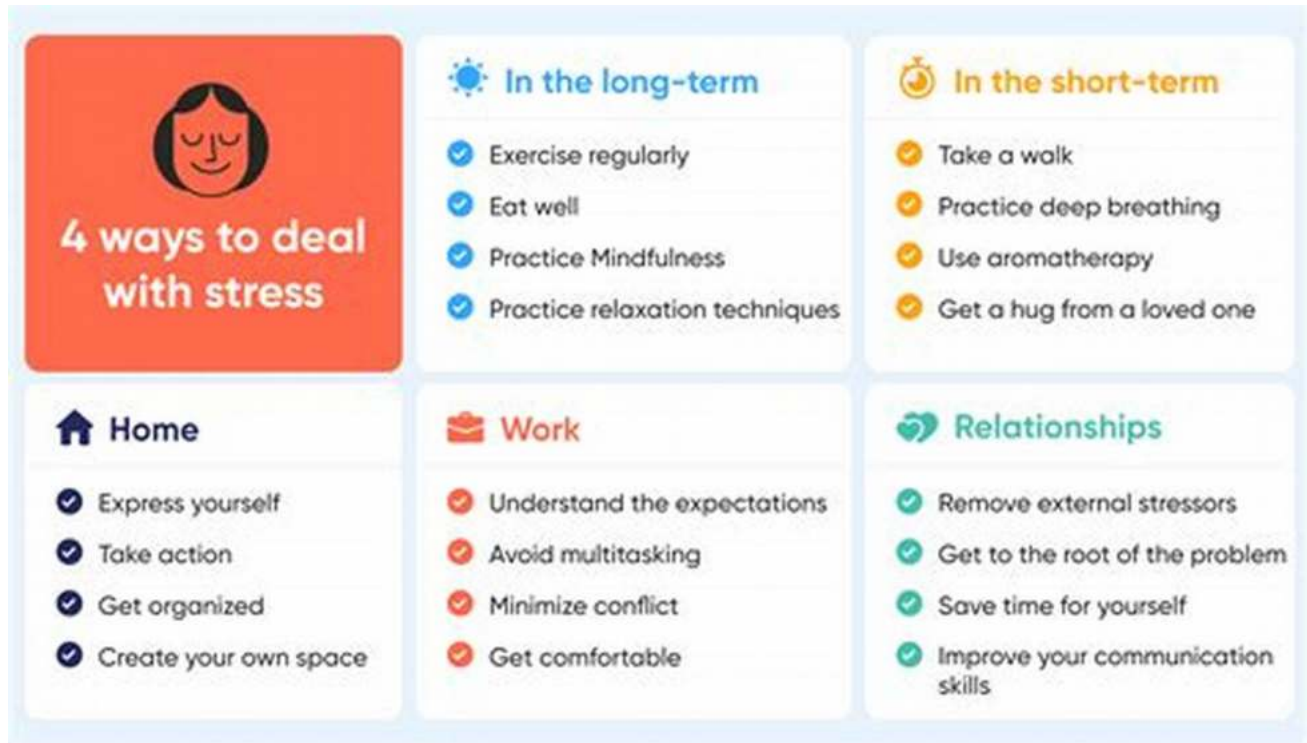 4 ways to deal
with stress
In the long-term
Exercise regularly
Eat well
Practice Mindfulness
Practice relaxation techniques
In the short-term
Take a walk
Practice deep breathing
Use aromatherapy
Get a hug from a loved one
Home
Express yourself
Take action
Get organized
Create your own space
Work
Understand the expectations
Avoid multitasking
Minimize conflict
Get comfortable
Relationships
Remove external stressors
Get to the root of the problem
Save time for yourself
Improve your communication
skills